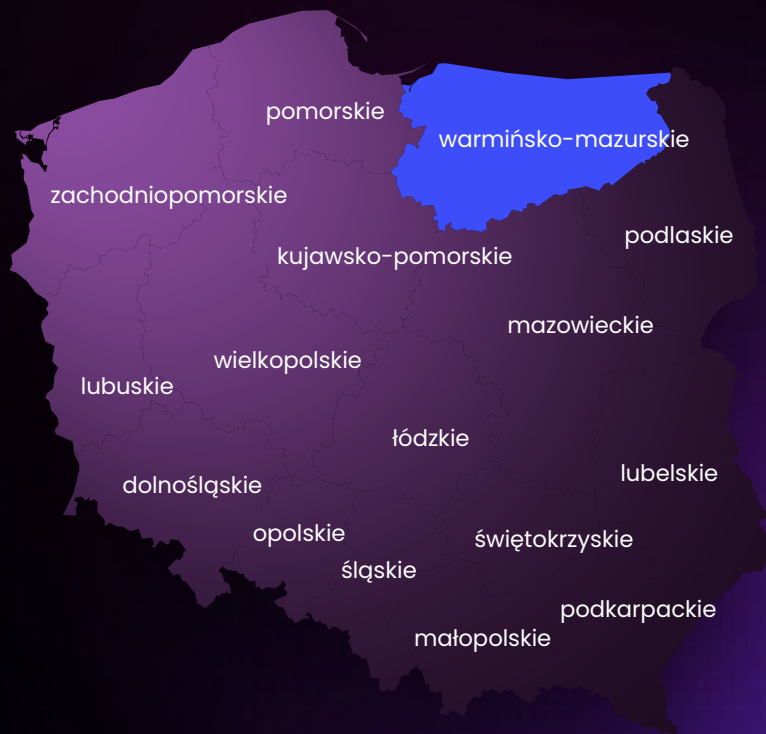 pomorskie
warmińsko-mazurskie
zachodniopomorskie
podlaskie
kujawsko-pomorskie
mazowieckie
wielkopolskie
lubuskie
łódzkie
lubelskie
dolnośląskie
opolskie
świętokrzyskie
śląskie
podkarpackie
małopolskie